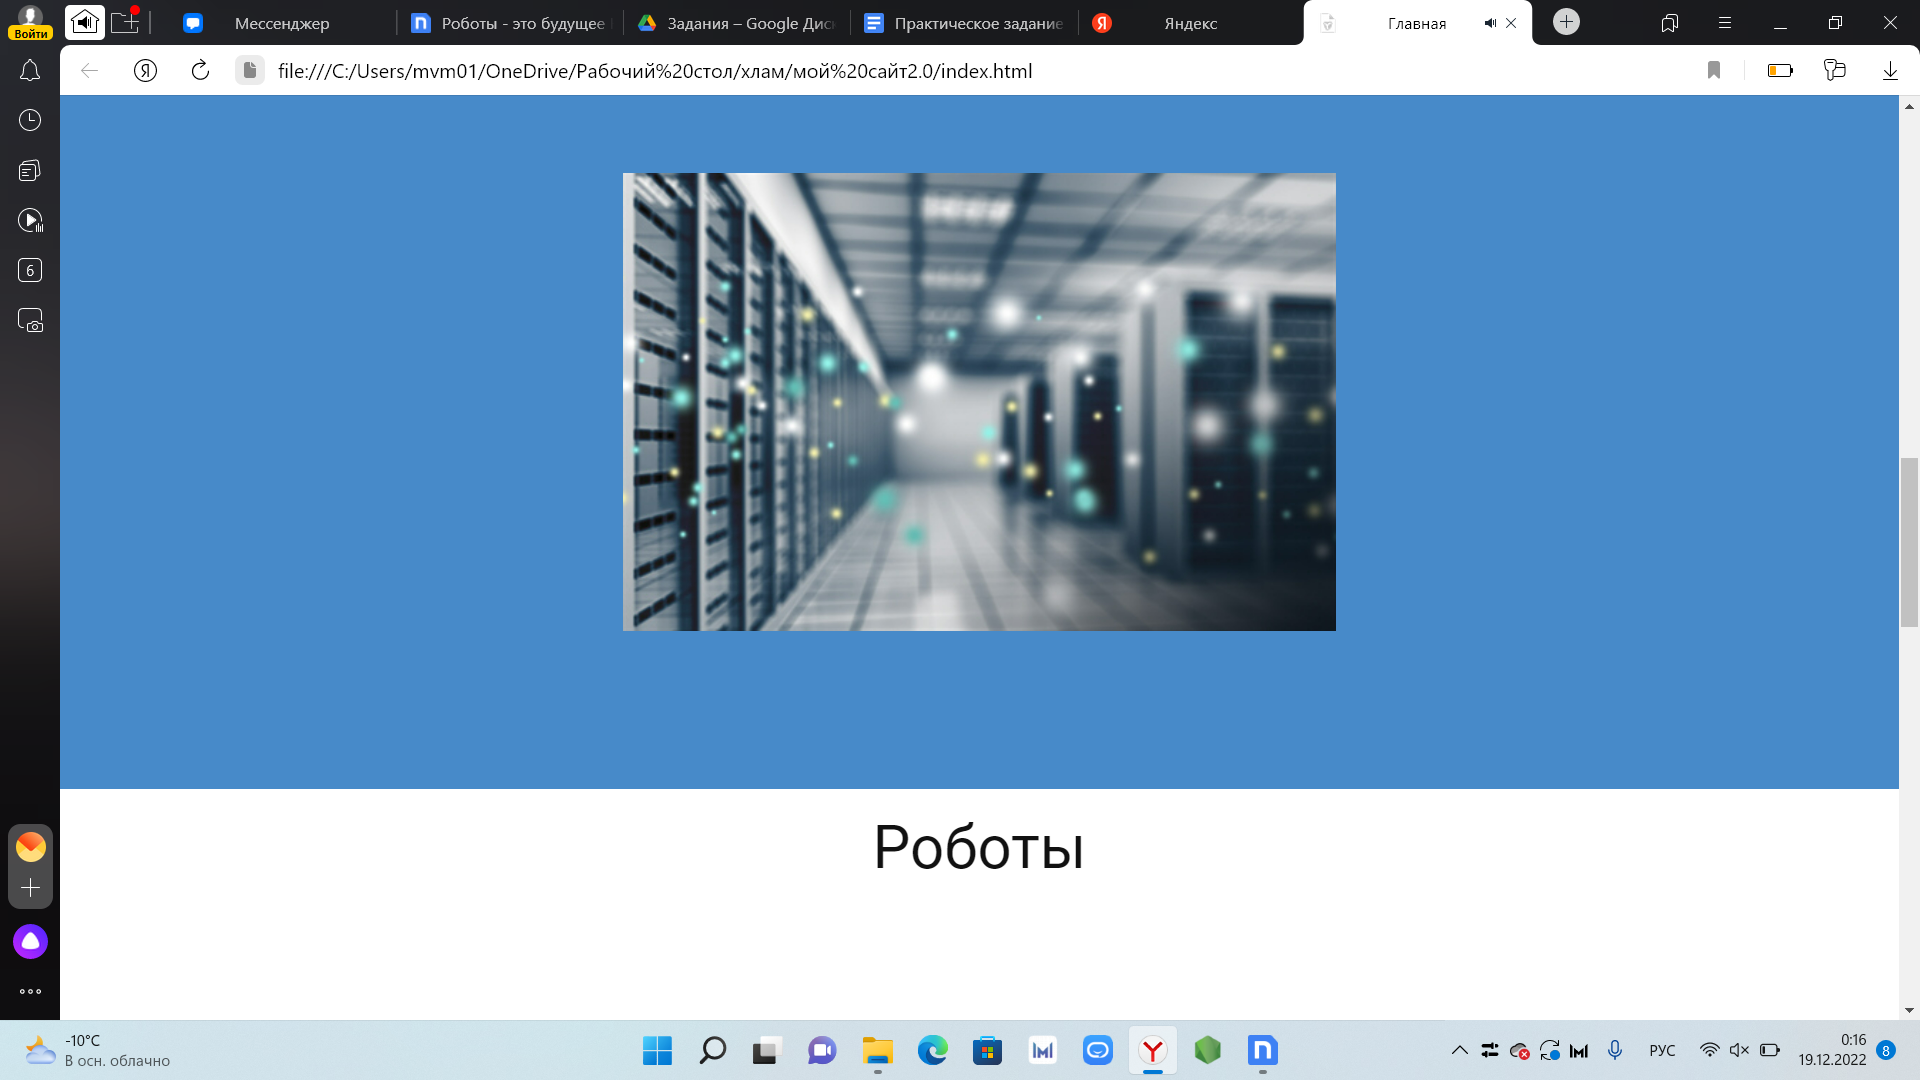 Войти
Мессенджер
Роботы - это будущее
Задания – Google Дис
Практическое задание
Яндекс
Главная
file:///C:/Users/mvm01/OneDrive/Рабочий%20стол/хлам/мой%20сайт2.0/index.html
6
Роботы
-10°C
В осн. облачно
РУС
0:16
19.12.2022
8